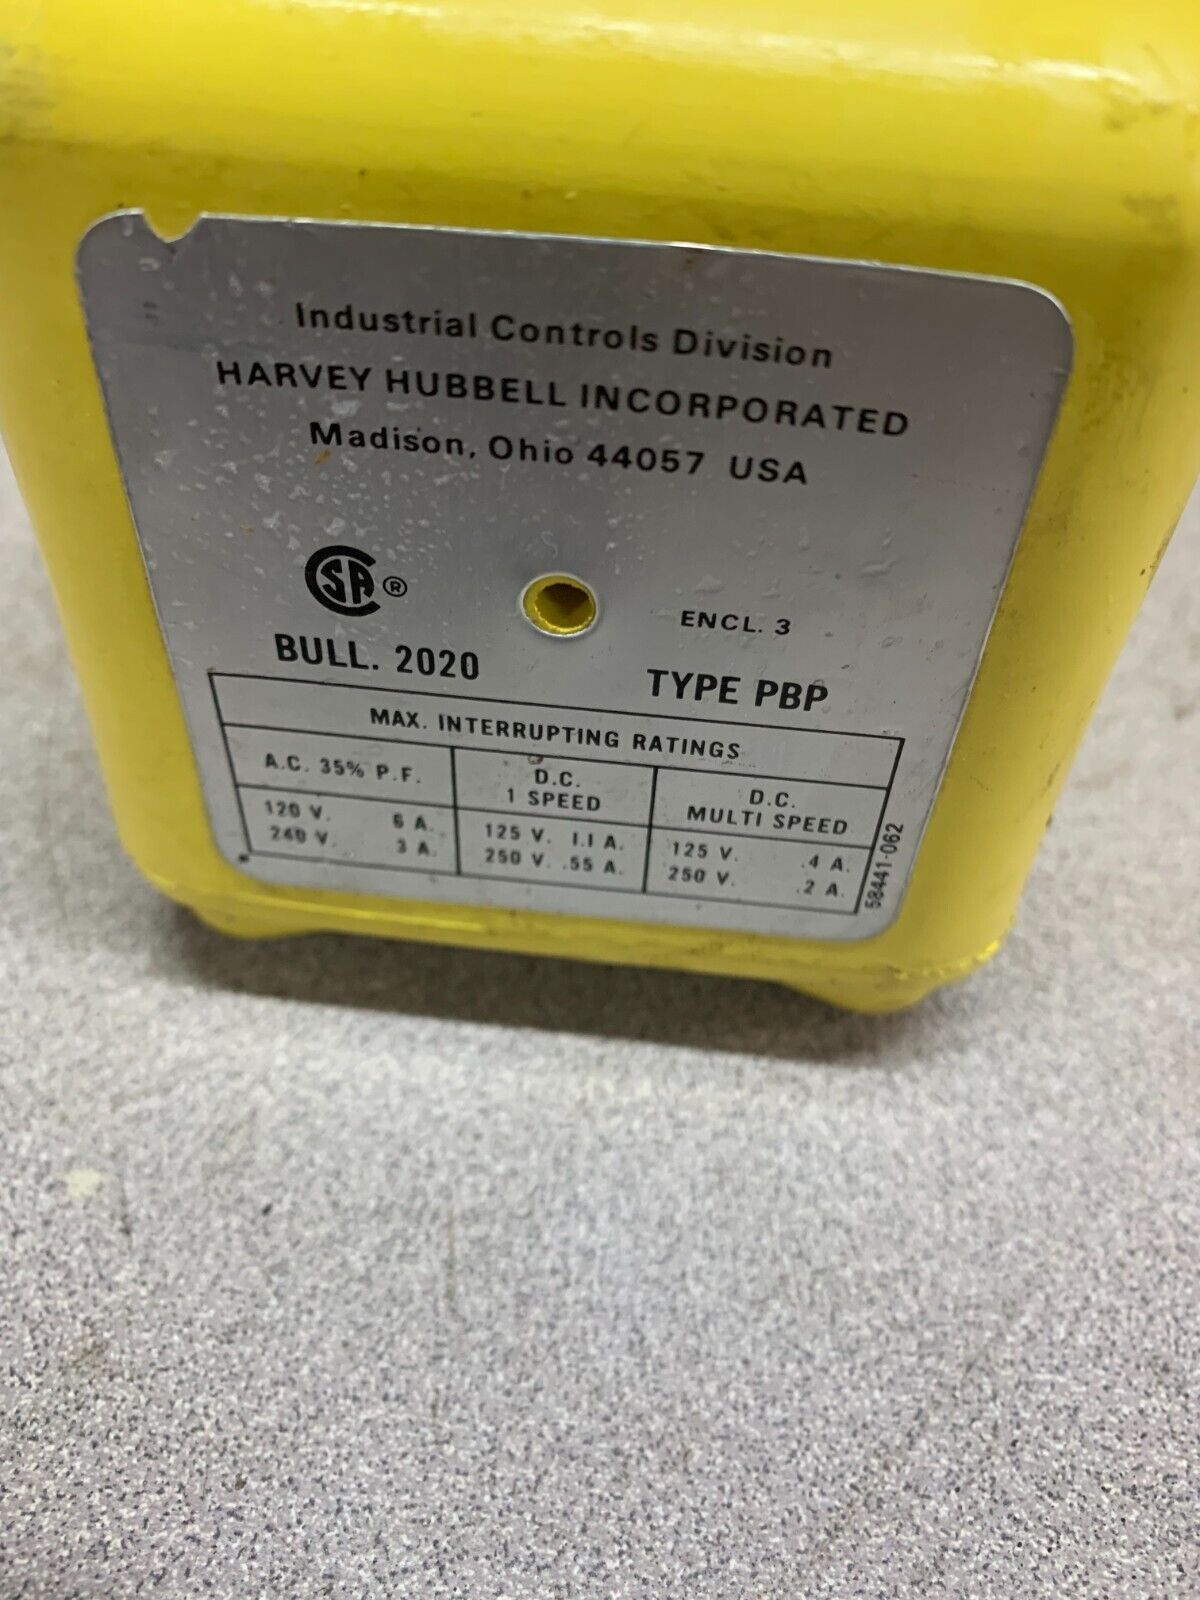 Industrial Controls Division
HARVEY HUBBELL INCORPORATED
Madison, Ohio 44057 USA
CSA ®
ENCL. 3
BULL. 2020
TYPE PBP
MAX. INTERRUPTING RATINGS
A.C. 35% P.F.
120 V. 6 A.
240 V. 3 A.
D.C.
1 SPEED
125 V. 1.1 A.
250 V. .55 A.
D.C.
MULTI SPEED
125 V. .4 A.
250 V. .2 A.
58441-062